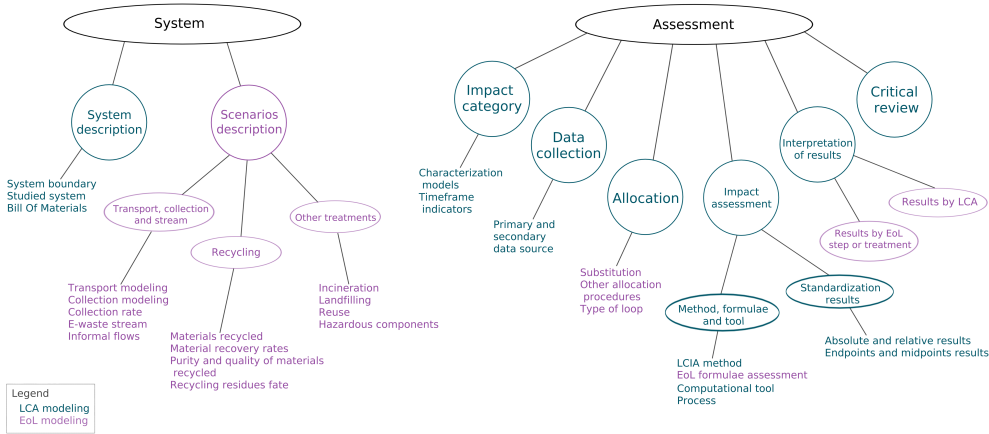 System
System
description
System boundary
Studied system
Bill Of Materials
Scenarios
description
Transport, collection
and stream
Transport modeling
Collection modeling
Collection rate
E-waste stream
Informal flows
Recycling
Materials recycled
Material recovery rates
Purity and quality of materials
recycled
Recycling residues fate
Other treatments
Incineration
Landfilling
Reuse
Hazardous components
Assessment
Impact
category
Characterization
models
Timeframe
indicators
Data
collection
Primary and
secondary
data source
Allocation
Substitution
Other allocation
procedures
Type of loop
Impact
assessment
Method, formulae
and tool
LCIA method
EoL formulae assessment
Computational tool
Process
Standardization
results
Absolute and relative results
Endpoints and midpoints results
Interpretation
of results
Results by EoL
step or treatment
Results by LCA
Critical
review
Legend
LCA modeling
EoL modeling